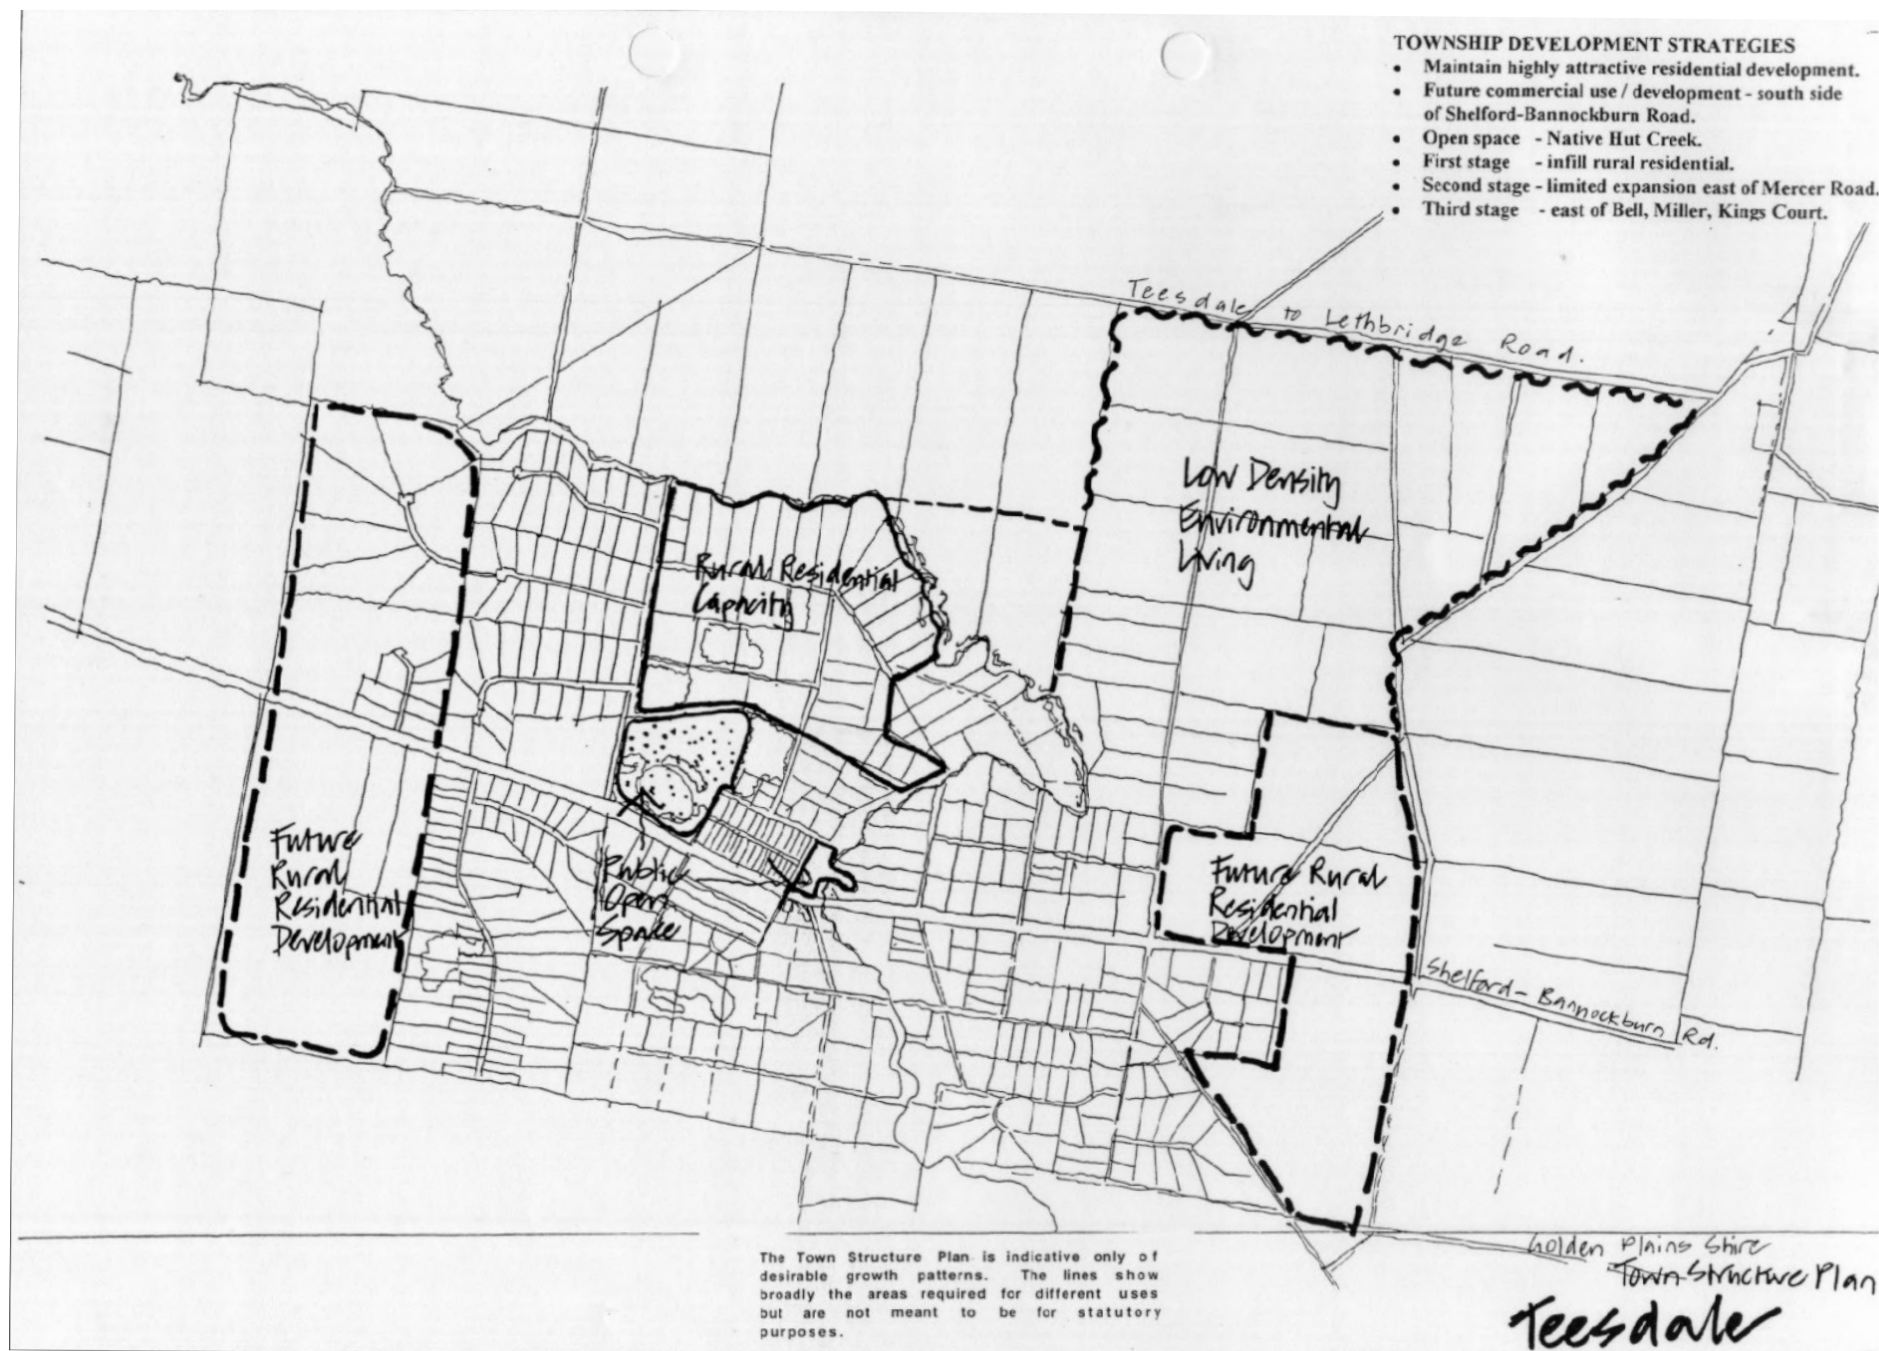 TOWNSHIP DEVELOPMENT STRATEGIES
• Maintain highly attractive residential development.
• Future commercial use / development - south side
of Shelford-Bannockburn Road.
• Open space - Native Hut Creek.
• First stage - infill rural residential.
• Second stage - limited expansion east of Mercer Road.
• Third stage - east of Bell, Miller, Kings Court.
Teesdale to Lethbridge Road.
Low Density
Environmental
Living
Rural Residential
Capacity
Future
Rural
Residential
Development
Public
Open
Space
Future Rural
Residential
Development
Shelford-Bannockburn Rd.
The Town Structure Plan is indicative only of
desirable growth patterns. The lines show
broadly the areas required for different uses
but are not meant to be for statutory
purposes.
Golden Plains Shire
Town Structure Plan
Teesdale